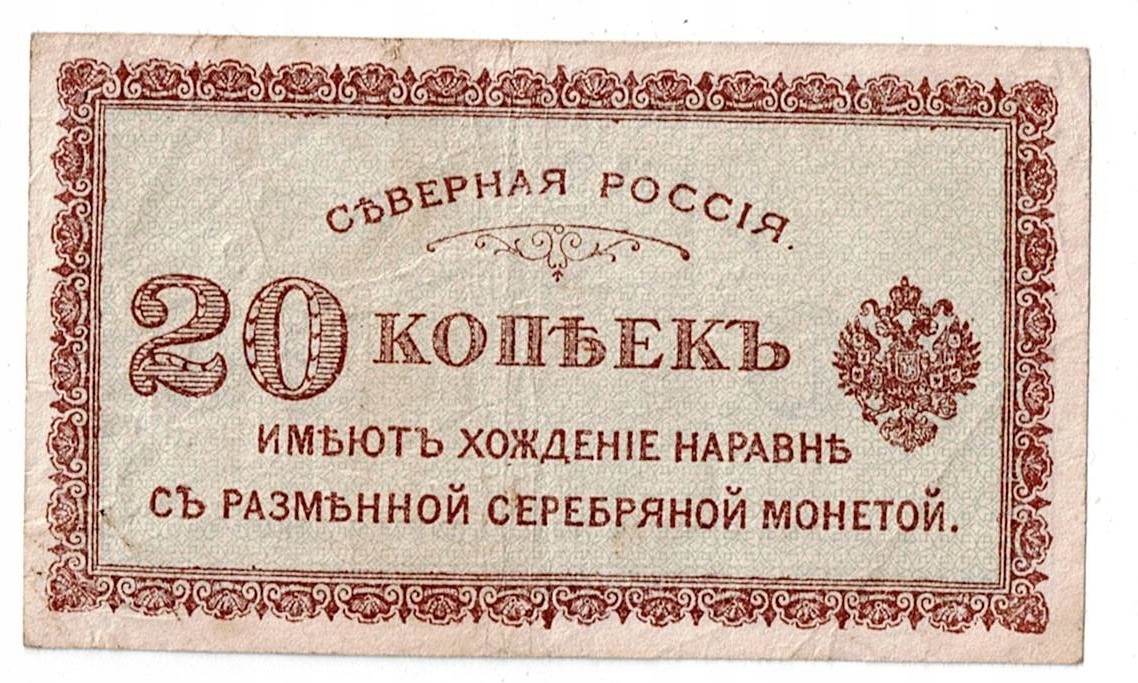 СѢВЕРНАЯ РОССІЯ.
20 КОПѢЕКЪ
ИМѢЮТЪ ХОЖДЕНІЕ НАРАВНѢ
СЪ РАЗМѢННОЙ СЕРЕБРЯНОЙ МОНЕТОЙ.